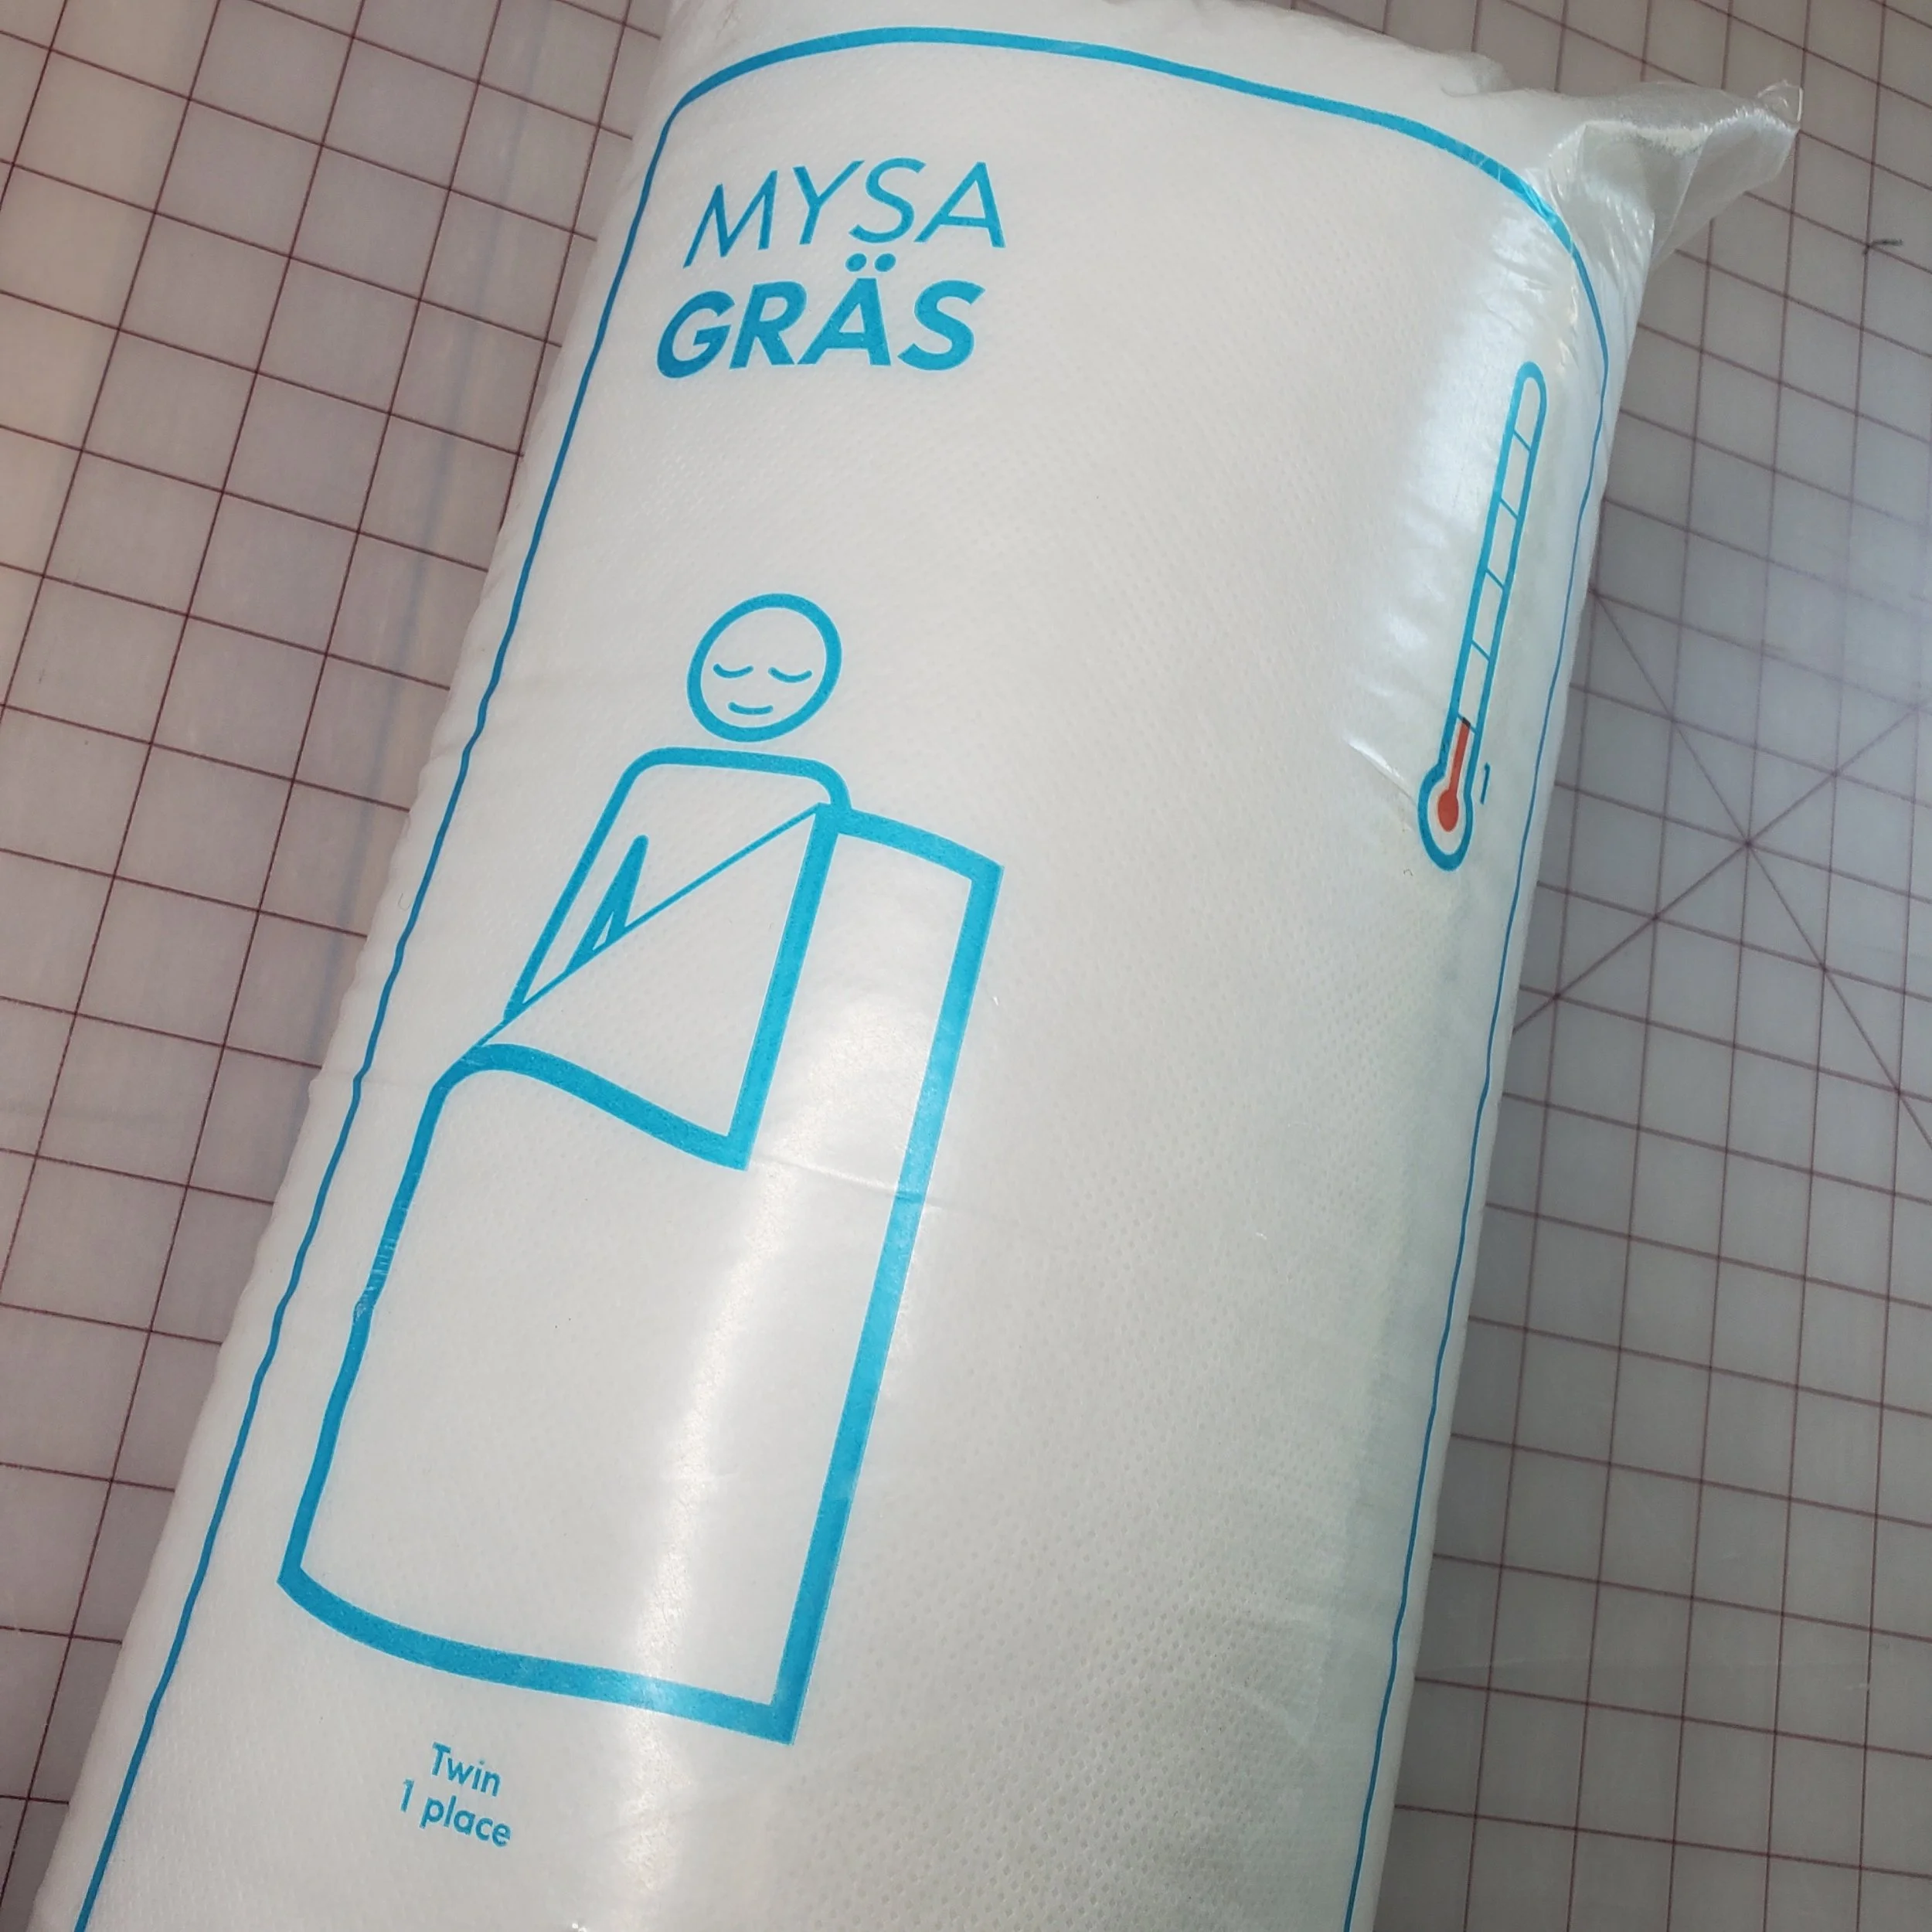 MYSA
GRÄS
1
Twin
1 place